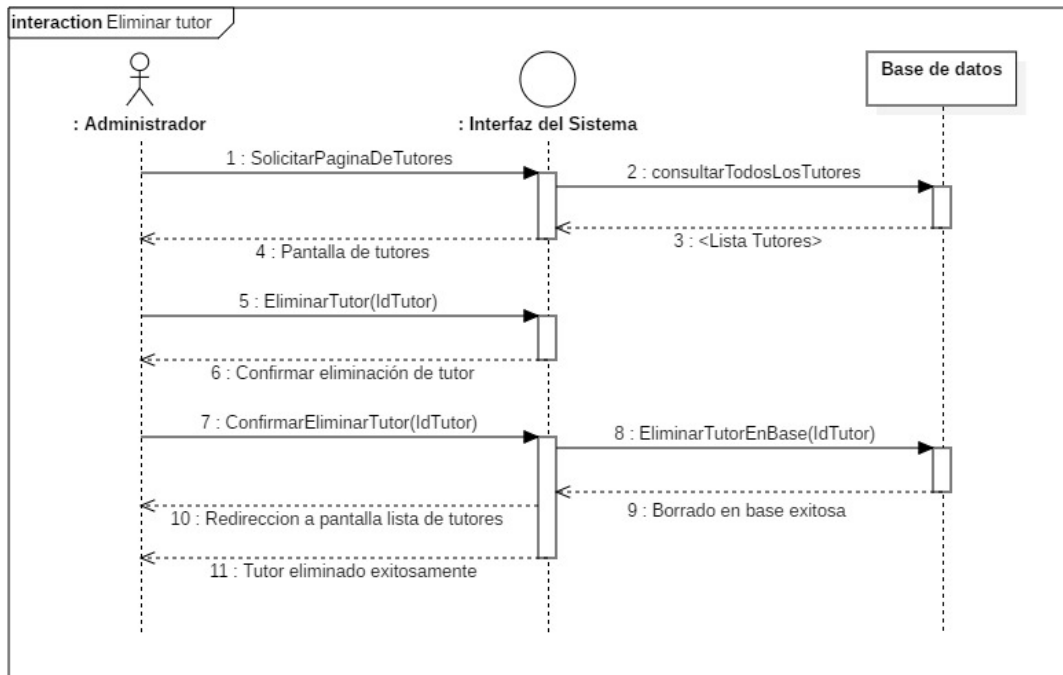 interaction Eliminar tutor
: Administrador
: Interfaz del Sistema
Base de datos
1 : SolicitarPaginaDeTutores
2 : consultarTodosLosTutores
3 : <Lista Tutores>
4 : Pantalla de tutores
5 : EliminarTutor(IdTutor)
6 : Confirmar eliminación de tutor
7 : ConfirmarEliminarTutor(IdTutor)
8 : EliminarTutorEnBase(IdTutor)
9 : Borrado en base exitosa
10 : Redireccion a pantalla lista de tutores
11 : Tutor eliminado exitosamente